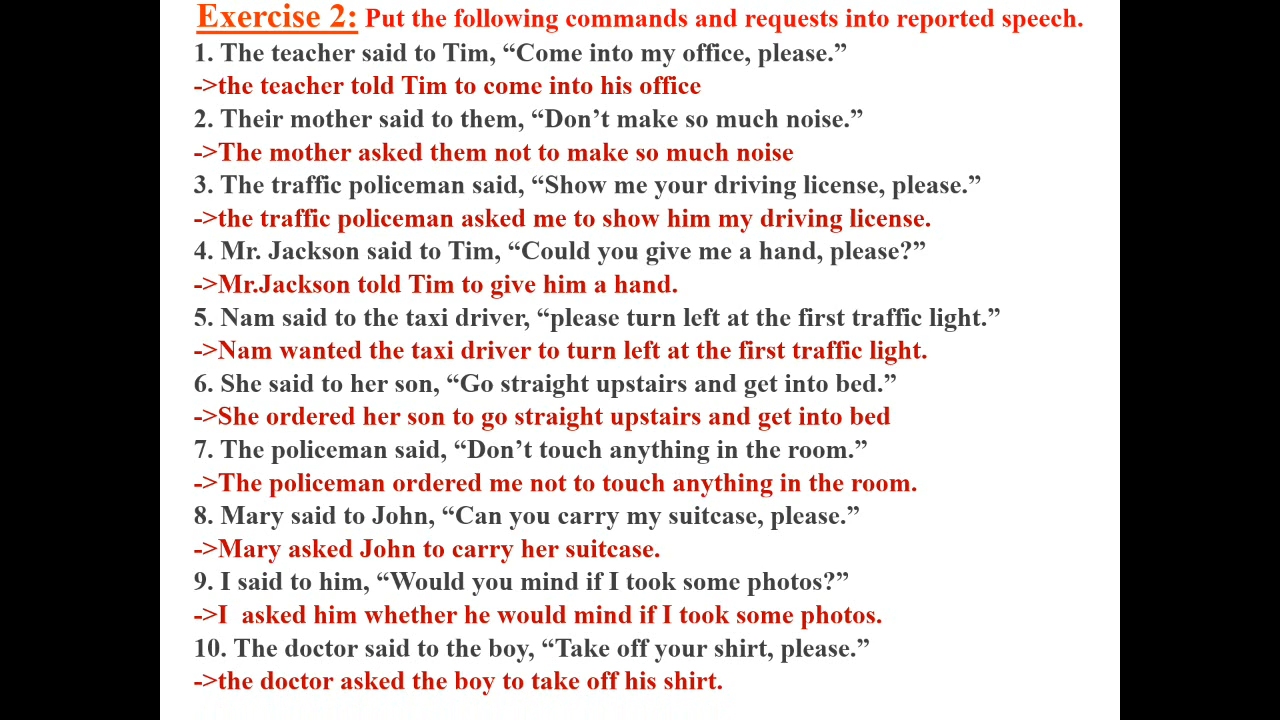 Exercise 2: Put the following commands and requests into reported speech.
1. The teacher said to Tim, “Come into my office, please.”
->the teacher told Tim to come into his office
2. Their mother said to them, “Don’t make so much noise.”
->The mother asked them not to make so much noise
3. The traffic policeman said, “Show me your driving license, please.”
->the traffic policeman asked me to show him my driving license.
4. Mr. Jackson said to Tim, “Could you give me a hand, please?”
->Mr.Jackson told Tim to give him a hand.
5. Nam said to the taxi driver, “please turn left at the first traffic light.”
->Nam wanted the taxi driver to turn left at the first traffic light.
6. She said to her son, “Go straight upstairs and get into bed.”
->She ordered her son to go straight upstairs and get into bed
7. The policeman said, “Don’t touch anything in the room.”
->The policeman ordered me not to touch anything in the room.
8. Mary said to John, “Can you carry my suitcase, please.”
->Mary asked John to carry her suitcase.
9. I said to him, “Would you mind if I took some photos?”
->I  asked him whether he would mind if I took some photos.
10. The doctor said to the boy, “Take off your shirt, please.”
->the doctor asked the boy to take off his shirt.